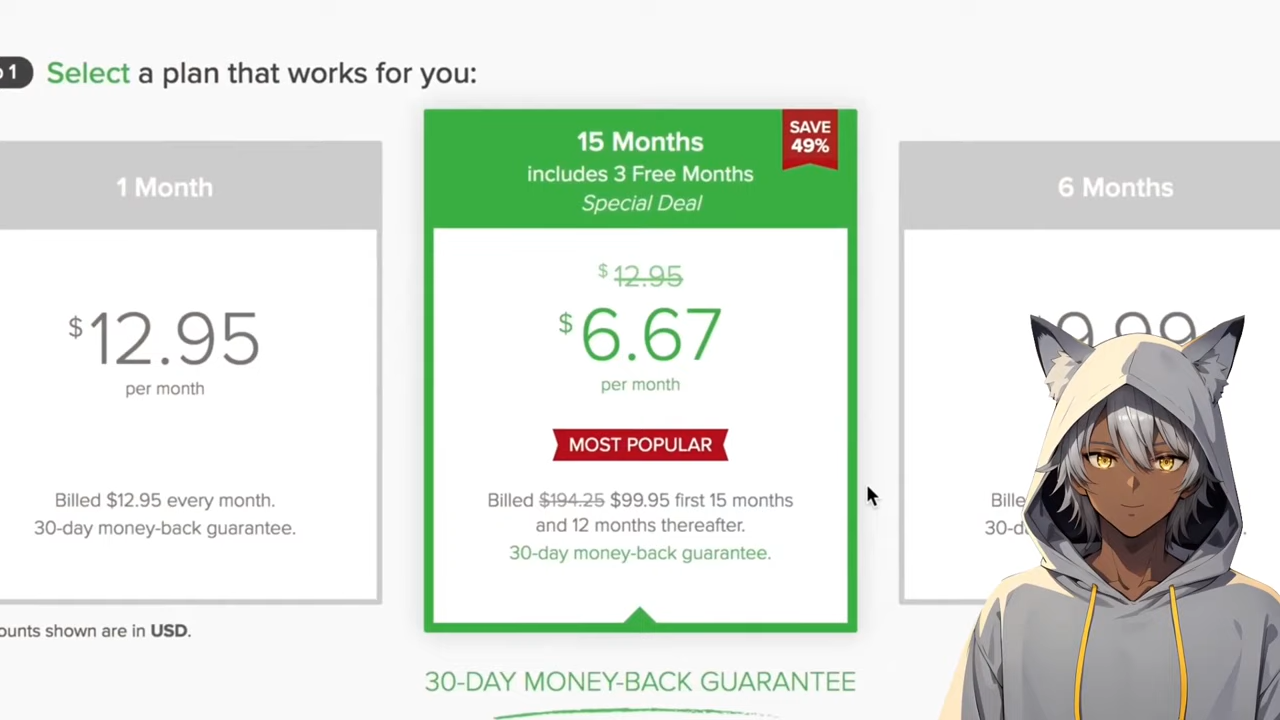 1
Select a plan that works for you:
1 Month
$12.95
per month
Billed $12.95 every month.
30-day money-back guarantee.
15 Months
includes 3 Free Months
Special Deal
SAVE
49%
$12.95
$6.67
per month
MOST POPULAR
Billed $194.25 $99.95 first 15 months
and 12 months thereafter.
30-day money-back guarantee.
6 Months
9.99
ounts shown are in USD.
30-DAY MONEY-BACK GUARANTEE